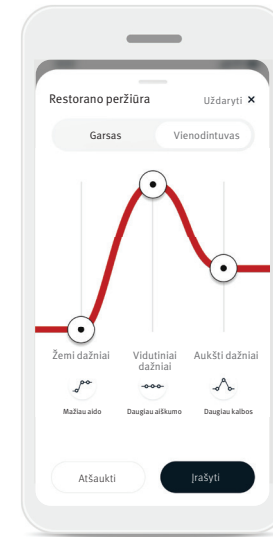 Restorano peržiūra
Uždaryti ×
Garsas
Vienodintuvas
Žemi dažniai
Vidutiniai
dažniai
Aukšti dažniai
Mažiau aido
Daugiau aiškumo
Daugiau kalbos
Atšaukti
Įrašyti